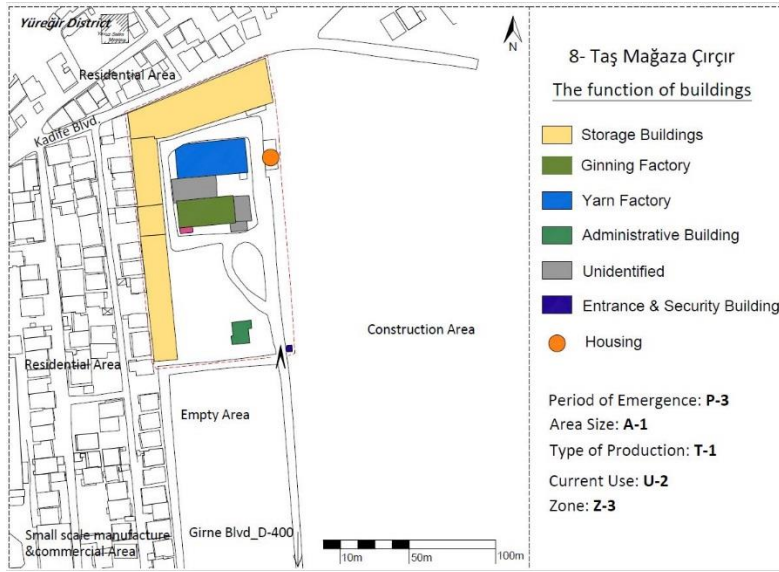 Yüreğir District
Residential Area
Kadife Blvd.
N
Residential Area
Construction Area
Empty Area
Small scale manufacture
&commercial Area
Girne Blvd_D-400
10m
50m
100m
8- Taş Mağaza Çırçır
The function of buildings
Storage Buildings
Ginning Factory
Yarn Factory
Administrative Building
Unidentified
Entrance & Security Building
Housing
Period of Emergence: P-3
Area Size: A-1
Type of Production: T-1
Current Use: U-2
Zone: Z-3